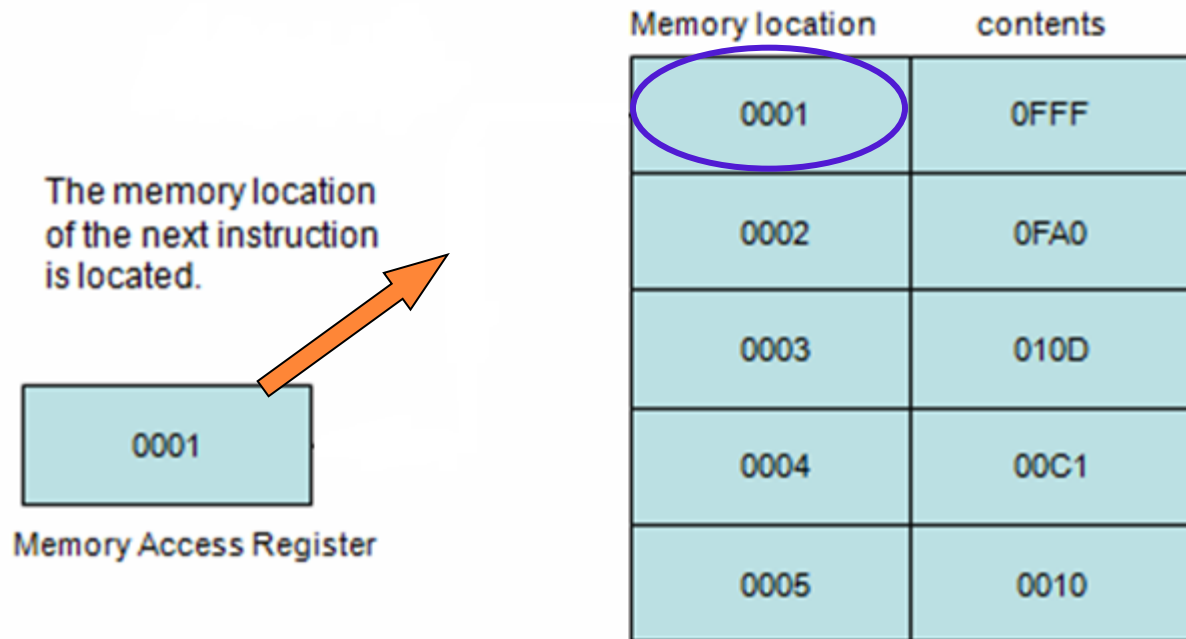 Memory location contents
0001 0FFF
The memory location
of the next instruction
is located.
0002 0FA0
0003 010D
0001
0004 00C1
Memory Access Register
0005 0010